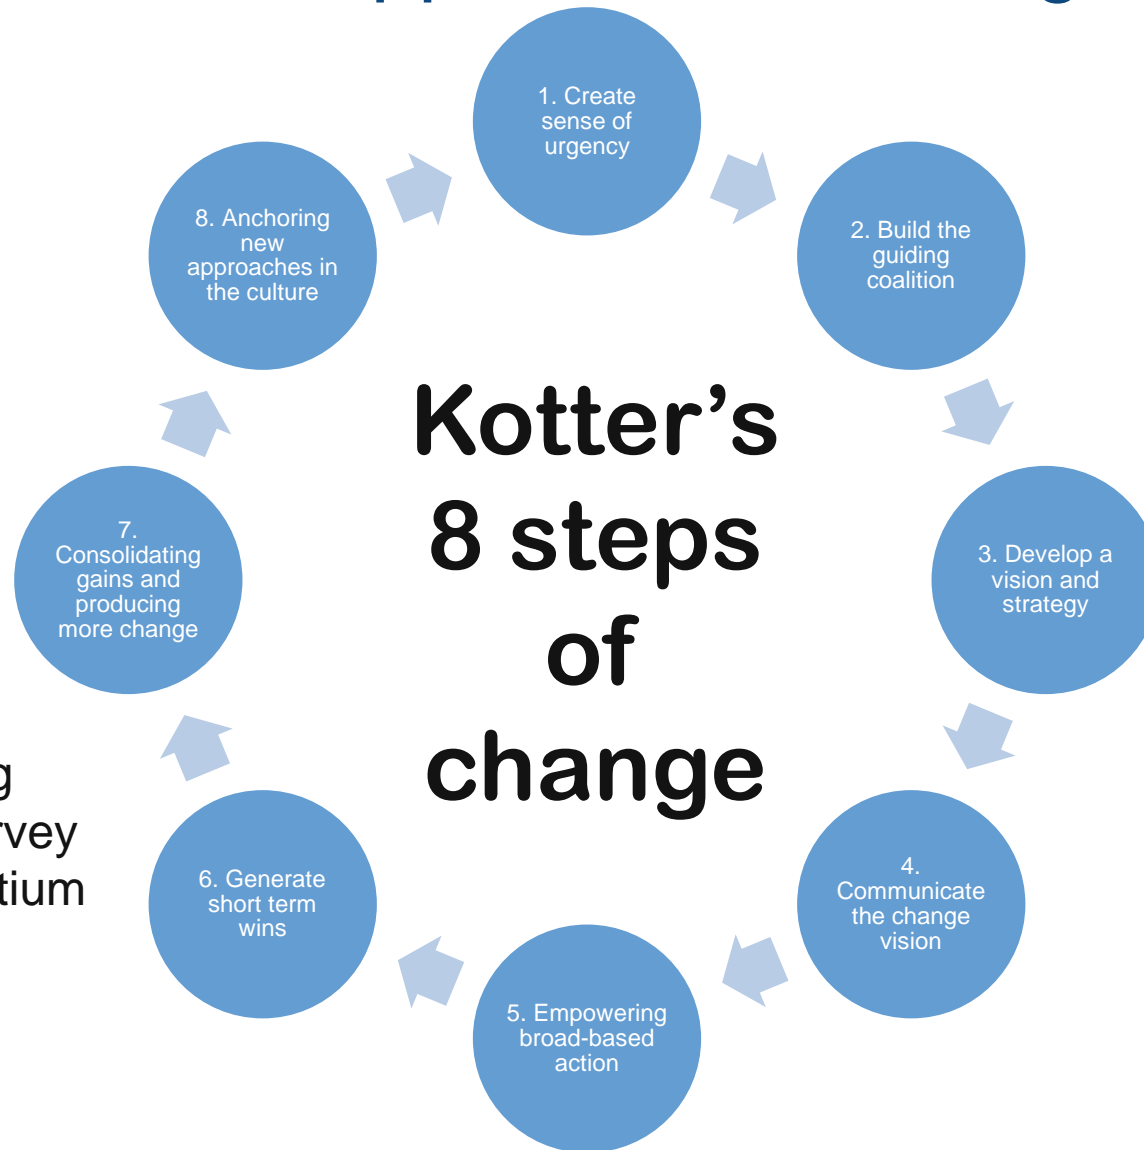 1. Create
sense of
urgency
2. Build the
guiding
coalition
3. Develop a
vision and
strategy
4.
Communicate
the change
vision
5. Empowering
broad-based
action
6. Generate
short term
wins
7.
Consolidating
gains and
producing
more change
8. Anchoring
new
approaches in
the culture
Kotter’s
8 steps
of
change